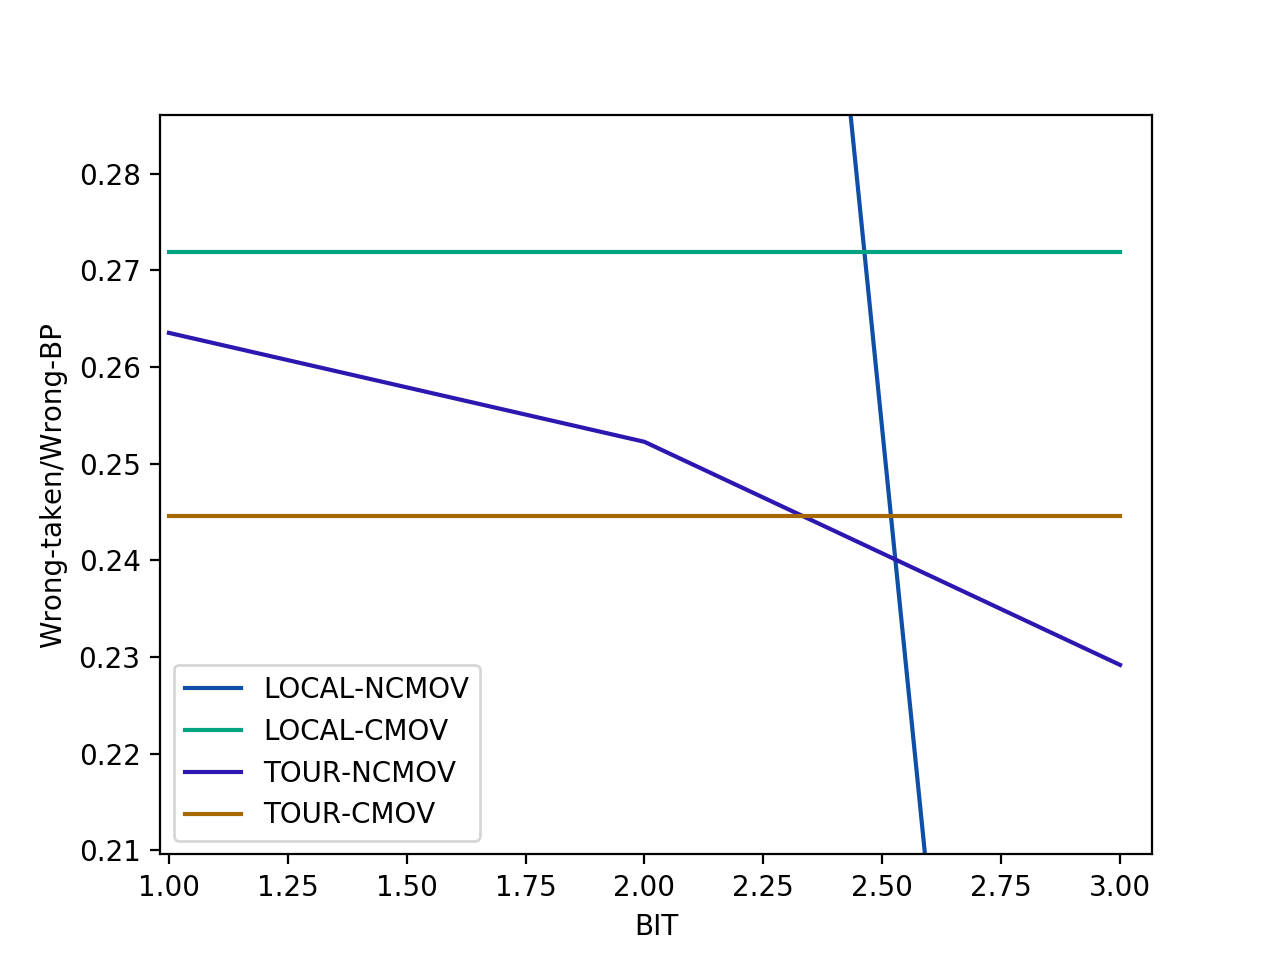 0.28
0.27
0.26
0.25
0.24
0.23
0.22
0.21
Wrong-taken/Wrong-BP
LOCAL-NCMOV
LOCAL-CMOV
TOUR-NCMOV
TOUR-CMOV
1.00 1.25 1.50 1.75 2.00 2.25 2.50 2.75 3.00
BIT